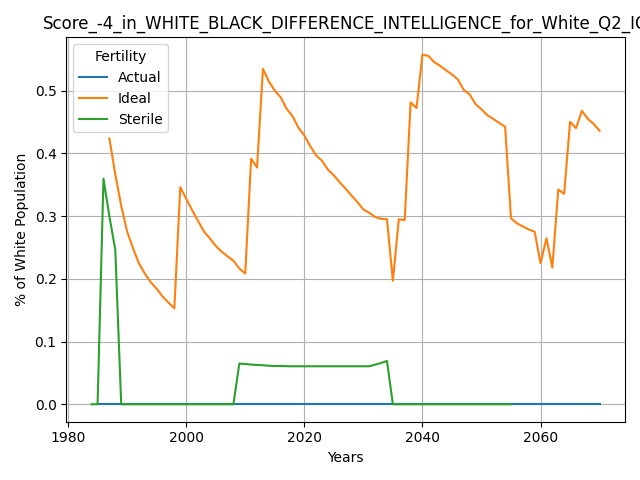 Score_-4_in_WHITE_BLACK_DIFFERENCE_INTELLIGENCE_for_White_Q2_IC
Fertility
Actual
Ideal
Sterile
% of White Population
0.5
0.4
0.3
0.2
0.1
0.0
1980
2000
2020
2040
2060
Years